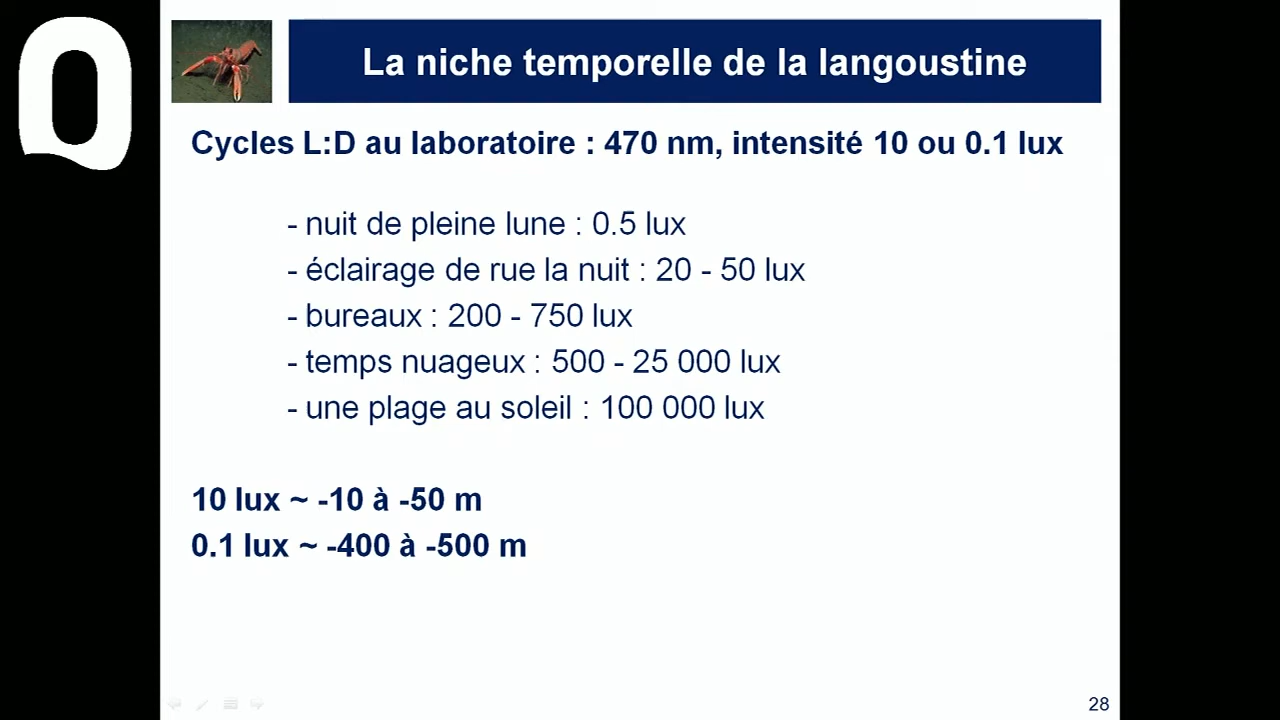 La niche temporelle de la langoustine
Cycles L:D au laboratoire : 470 nm, intensité 10 ou 0.1 lux
- nuit de pleine lune : 0.5 lux
- éclairage de rue la nuit : 20 - 50 lux
- bureaux : 200 - 750 lux
- temps nuageux : 500 - 25 000 lux
- une plage au soleil : 100 000 lux
10 lux ~ -10 à -50 m
0.1 lux ~ -400 à -500 m
28